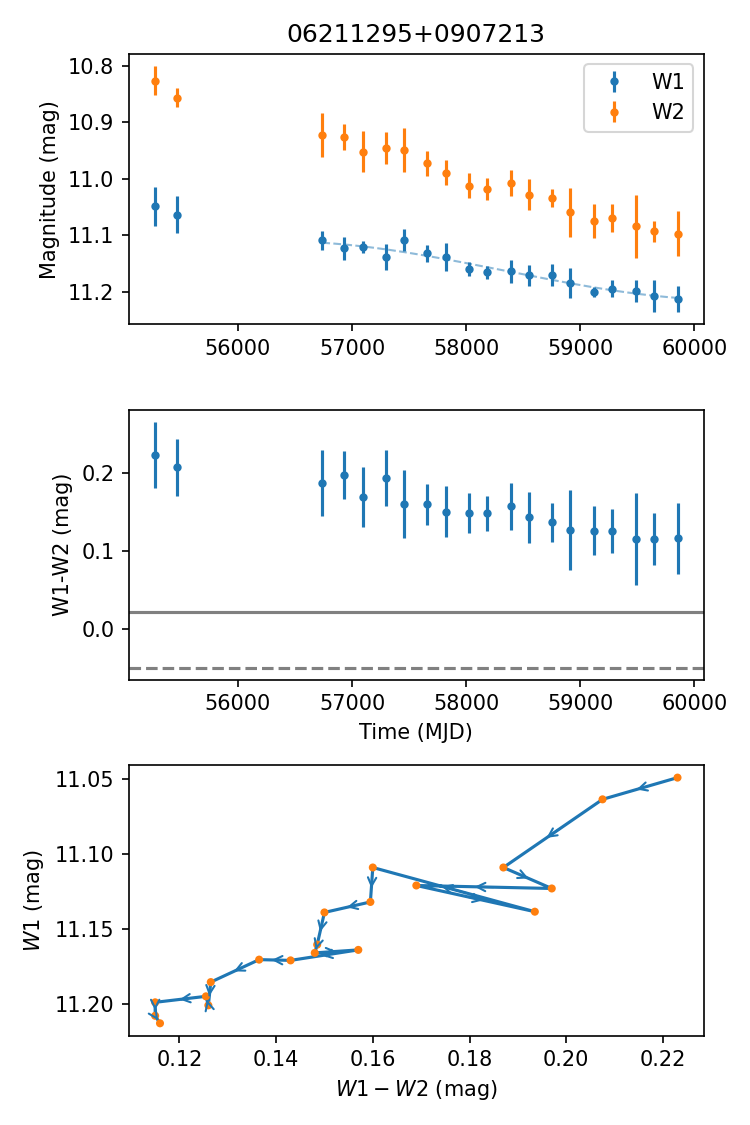 06211295+0907213
Magnitude (mag)
10.8
10.9
11.0
11.1
11.2
W1
W2
56000 57000 58000 59000 60000
W1-W2 (mag)
0.2
0.1
0.0
56000 57000 58000 59000 60000
Time (MJD)
W1 (mag)
11.05
11.10
11.15
11.20
0.12 0.14 0.16 0.18 0.20 0.22
W1 − W2 (mag)